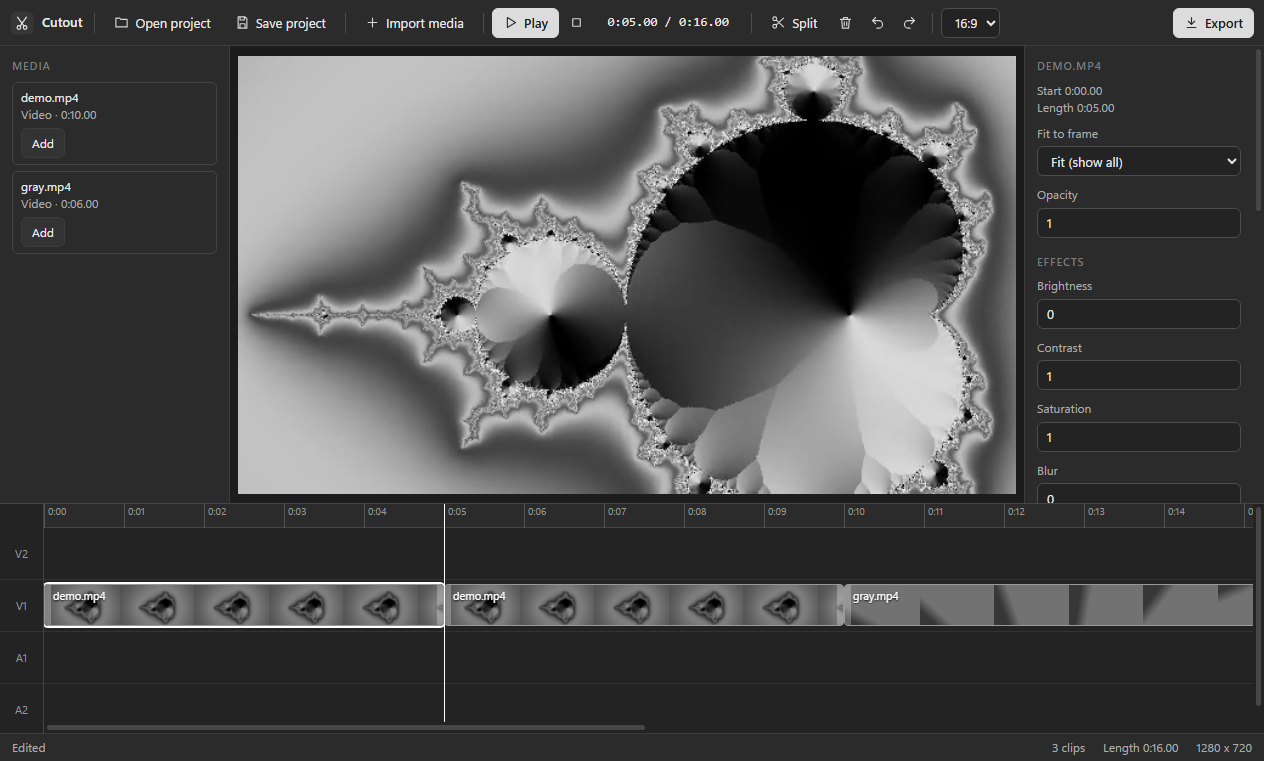 Cutout Open project Save project Import media Play 0:05.00 / 0:16.00 Split 16:9 Export
MEDIA
demo.mp4
Video · 0:10.00
Add
gray.mp4
Video · 0:06.00
Add
DEMO.MP4
Start 0:00.00
Length 0:05.00
Fit to frame
Fit (show all)
Opacity
1
EFFECTS
Brightness
0
Contrast
1
Saturation
1
Blur
0
0:00 0:01 0:02 0:03 0:04 0:05 0:06 0:07 0:08 0:09 0:10 0:11 0:12 0:13 0:14
V2
V1 demo.mp4 demo.mp4 gray.mp4
A1
A2
Edited 3 clips Length 0:16.00 1280 x 720